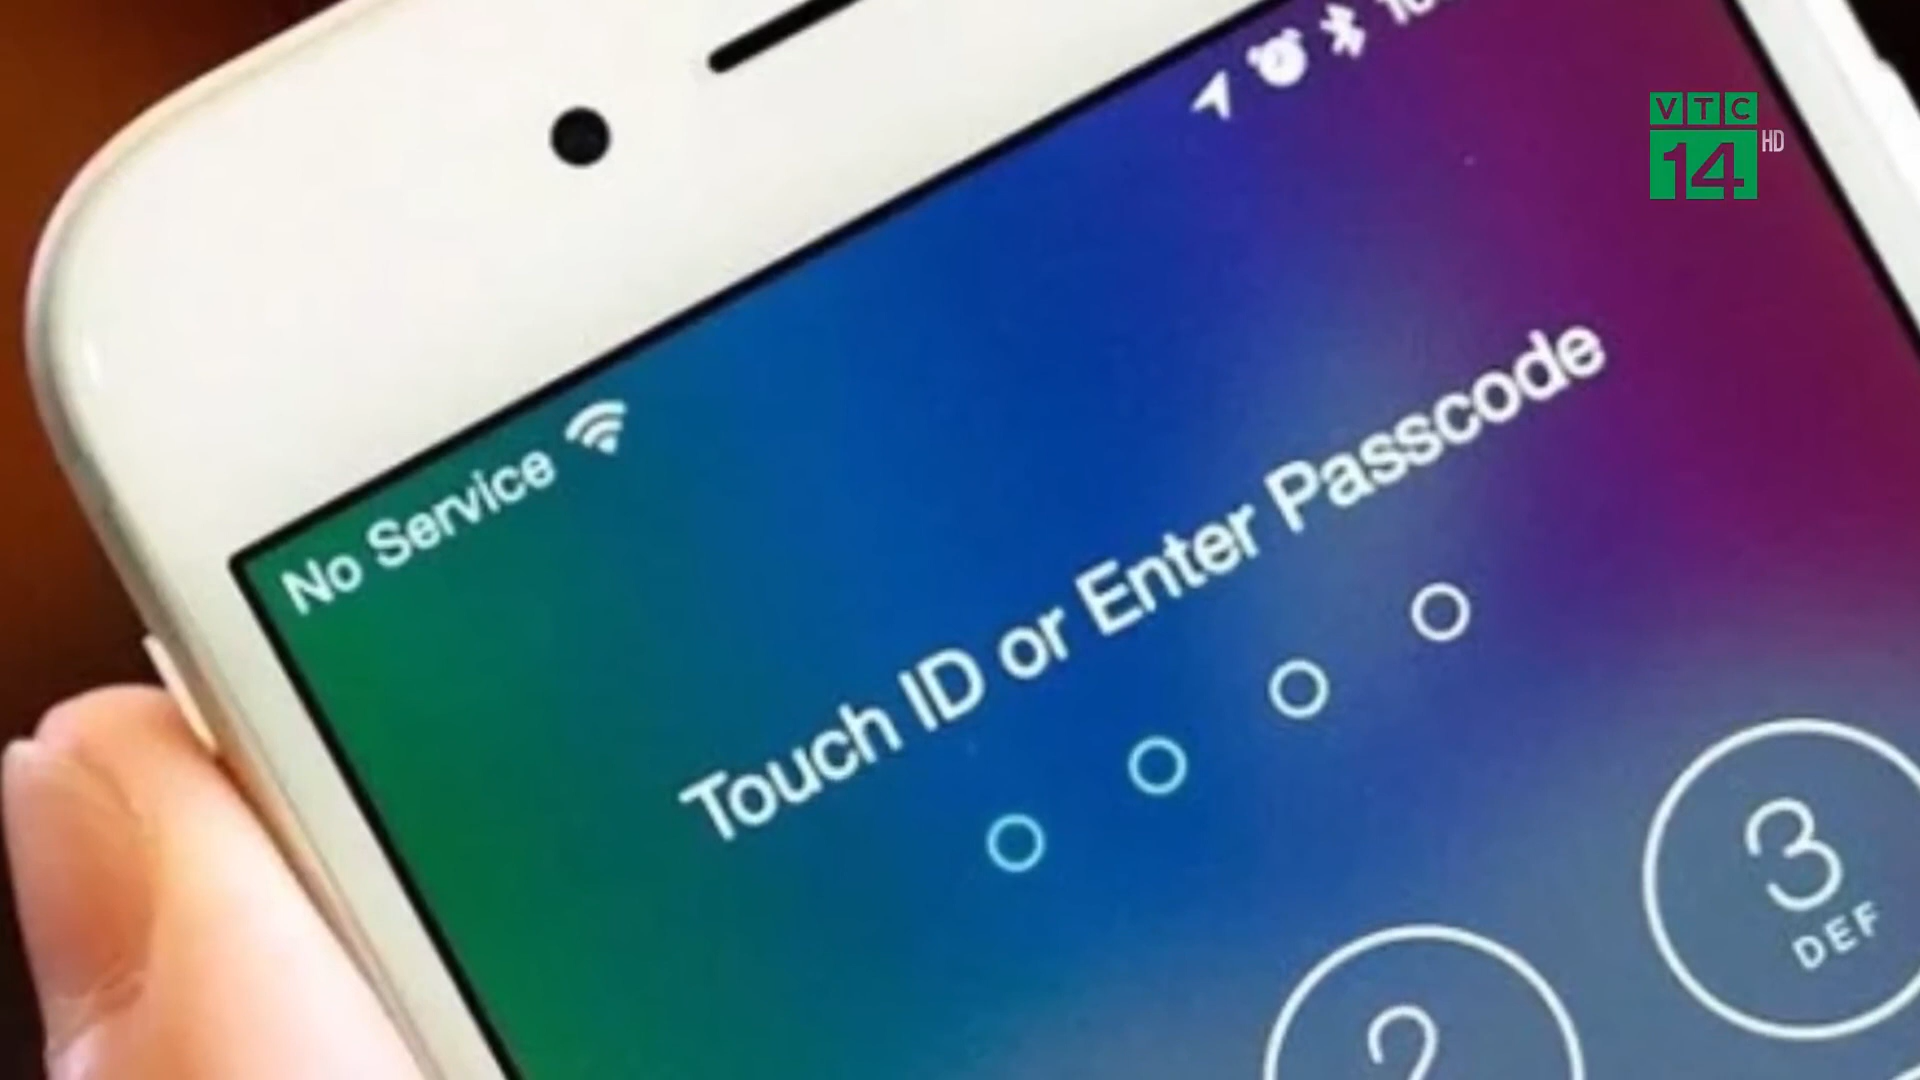 VTC
14 HD
No Service
Touch ID or Enter Passcode
3
DEF
2